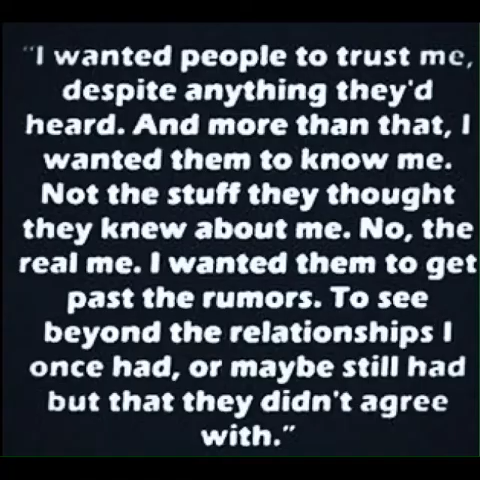 "I wanted people to trust me,
despite anything they'd
heard. And more than that, I
wanted them to know me.
Not the stuff they thought
they knew about me. No, the
real me. I wanted them to get
past the rumors. To see
beyond the relationships I
once had, or maybe still had
but that they didn't agree
with."